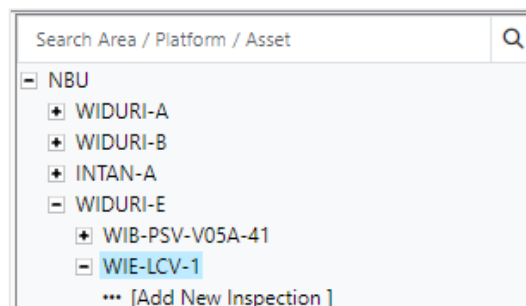 Search Area / Platform / Asset
NBU
WIDURI-A
WIDURI-B
INTAN-A
WIDURI-E
WIB-PSV-V05A-41
WIE-LCV-1
[Add New Inspection ]